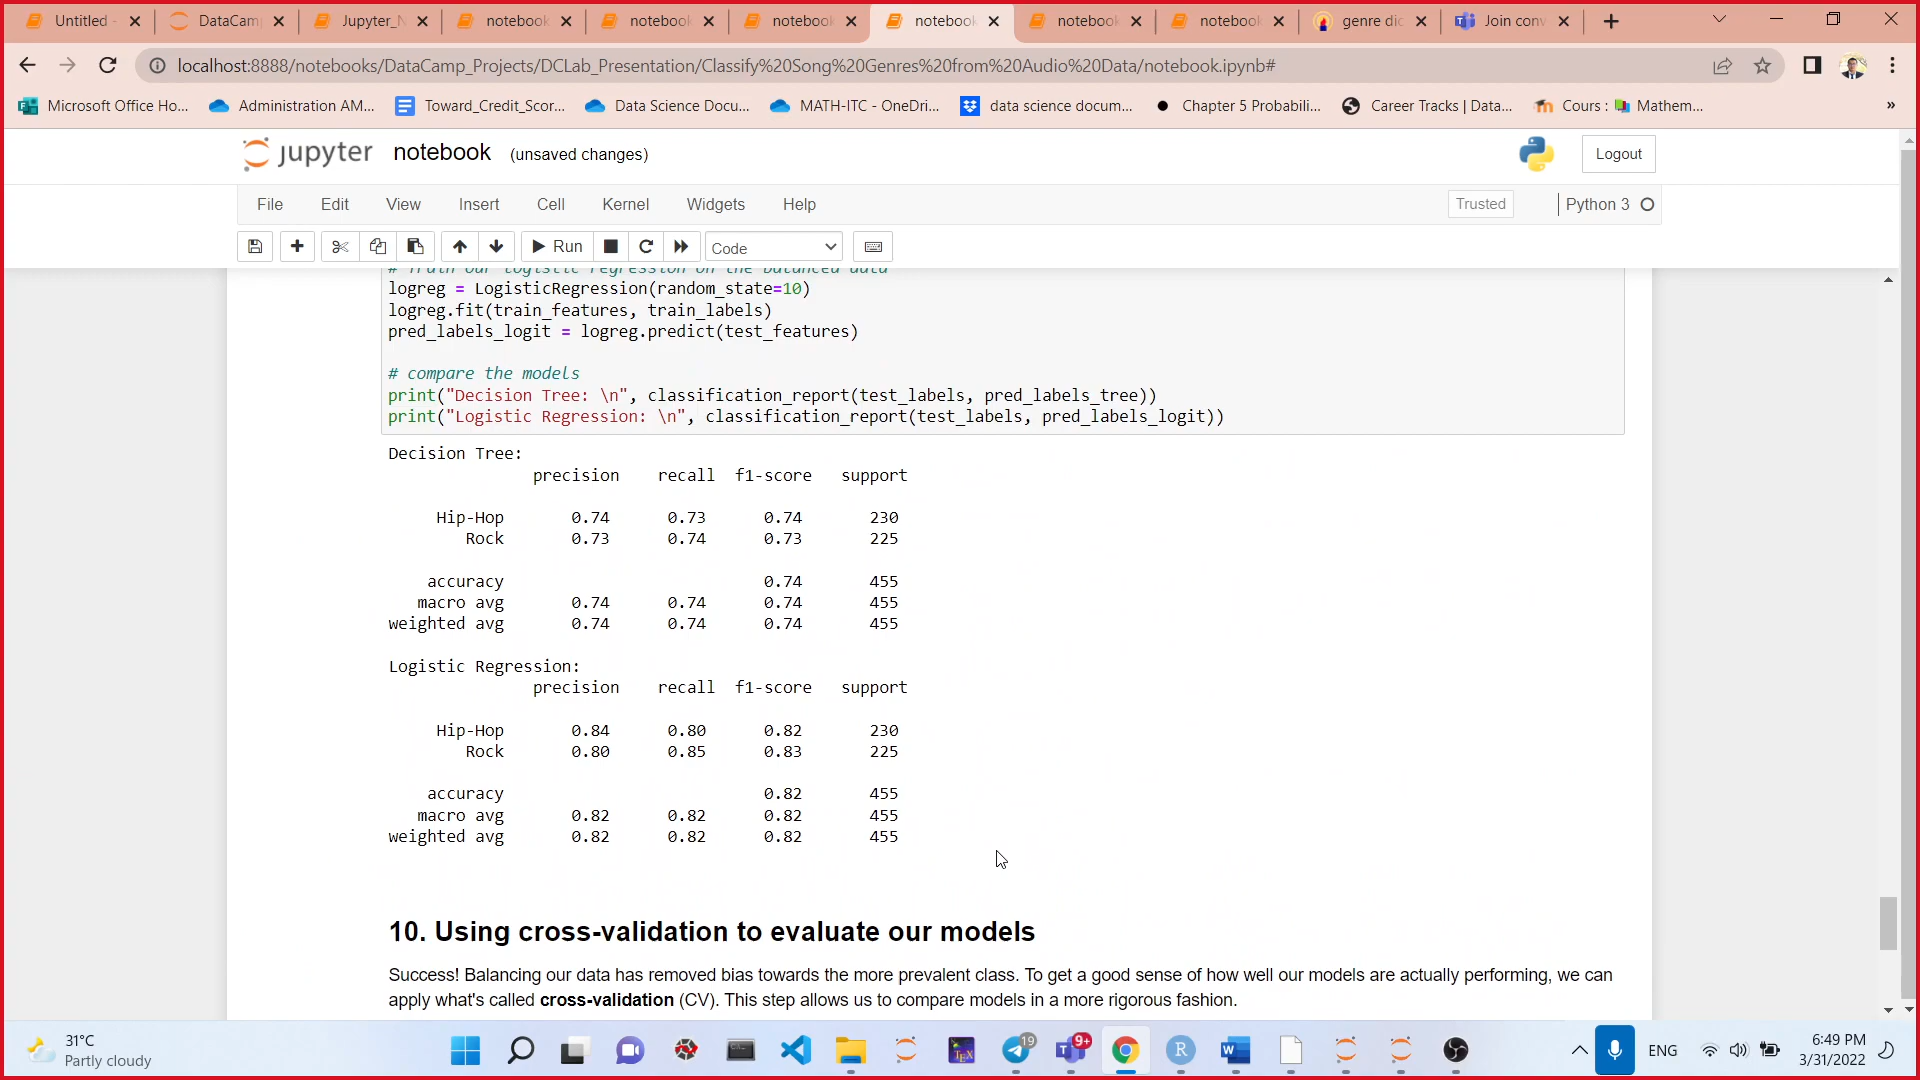 Untitled
DataCam
Jupyter_N
notebook
notebook
notebook
notebook
notebook
notebook
genre dic
Join conv
localhost:8888/notebooks/DataCamp_Projects/DCLab_Presentation/Classify%20Song%20Genres%20from%20Audio%20Data/notebook.ipynb#
Microsoft Office Ho...
Administration AM...
Toward_Credit_Scor...
Data Science Docu...
MATH-ITC - OneDri...
data science docum...
Chapter 5 Probabili...
Career Tracks | Data...
Cours : Mathem...
»
jupyter notebook (unsaved changes)
Logout
File Edit View Insert Cell Kernel Widgets Help
Trusted
Python 3
Run
Code
# Train our logistic regression on the balanced data
logreg = LogisticRegression(random_state=10)
logreg.fit(train_features, train_labels)
pred_labels_logit = logreg.predict(test_features)
# compare the models
print("Decision Tree: \n", classification_report(test_labels, pred_labels_tree))
print("Logistic Regression: \n", classification_report(test_labels, pred_labels_logit))
Decision Tree:
precision recall f1-score support
Hip-Hop 0.74 0.73 0.74 230
Rock 0.73 0.74 0.73 225
accuracy 0.74 455
macro avg 0.74 0.74 0.74 455
weighted avg 0.74 0.74 0.74 455
Logistic Regression:
precision recall f1-score support
Hip-Hop 0.84 0.80 0.82 230
Rock 0.80 0.85 0.83 225
accuracy 0.82 455
macro avg 0.82 0.82 0.82 455
weighted avg 0.82 0.82 0.82 455
10. Using cross-validation to evaluate our models
Success! Balancing our data has removed bias towards the more prevalent class. To get a good sense of how well our models are actually performing, we can
apply what's called cross-validation (CV). This step allows us to compare models in a more rigorous fashion.
31°C
Partly cloudy
TEX
19
9+
R
W
ENG
6:49 PM
3/31/2022